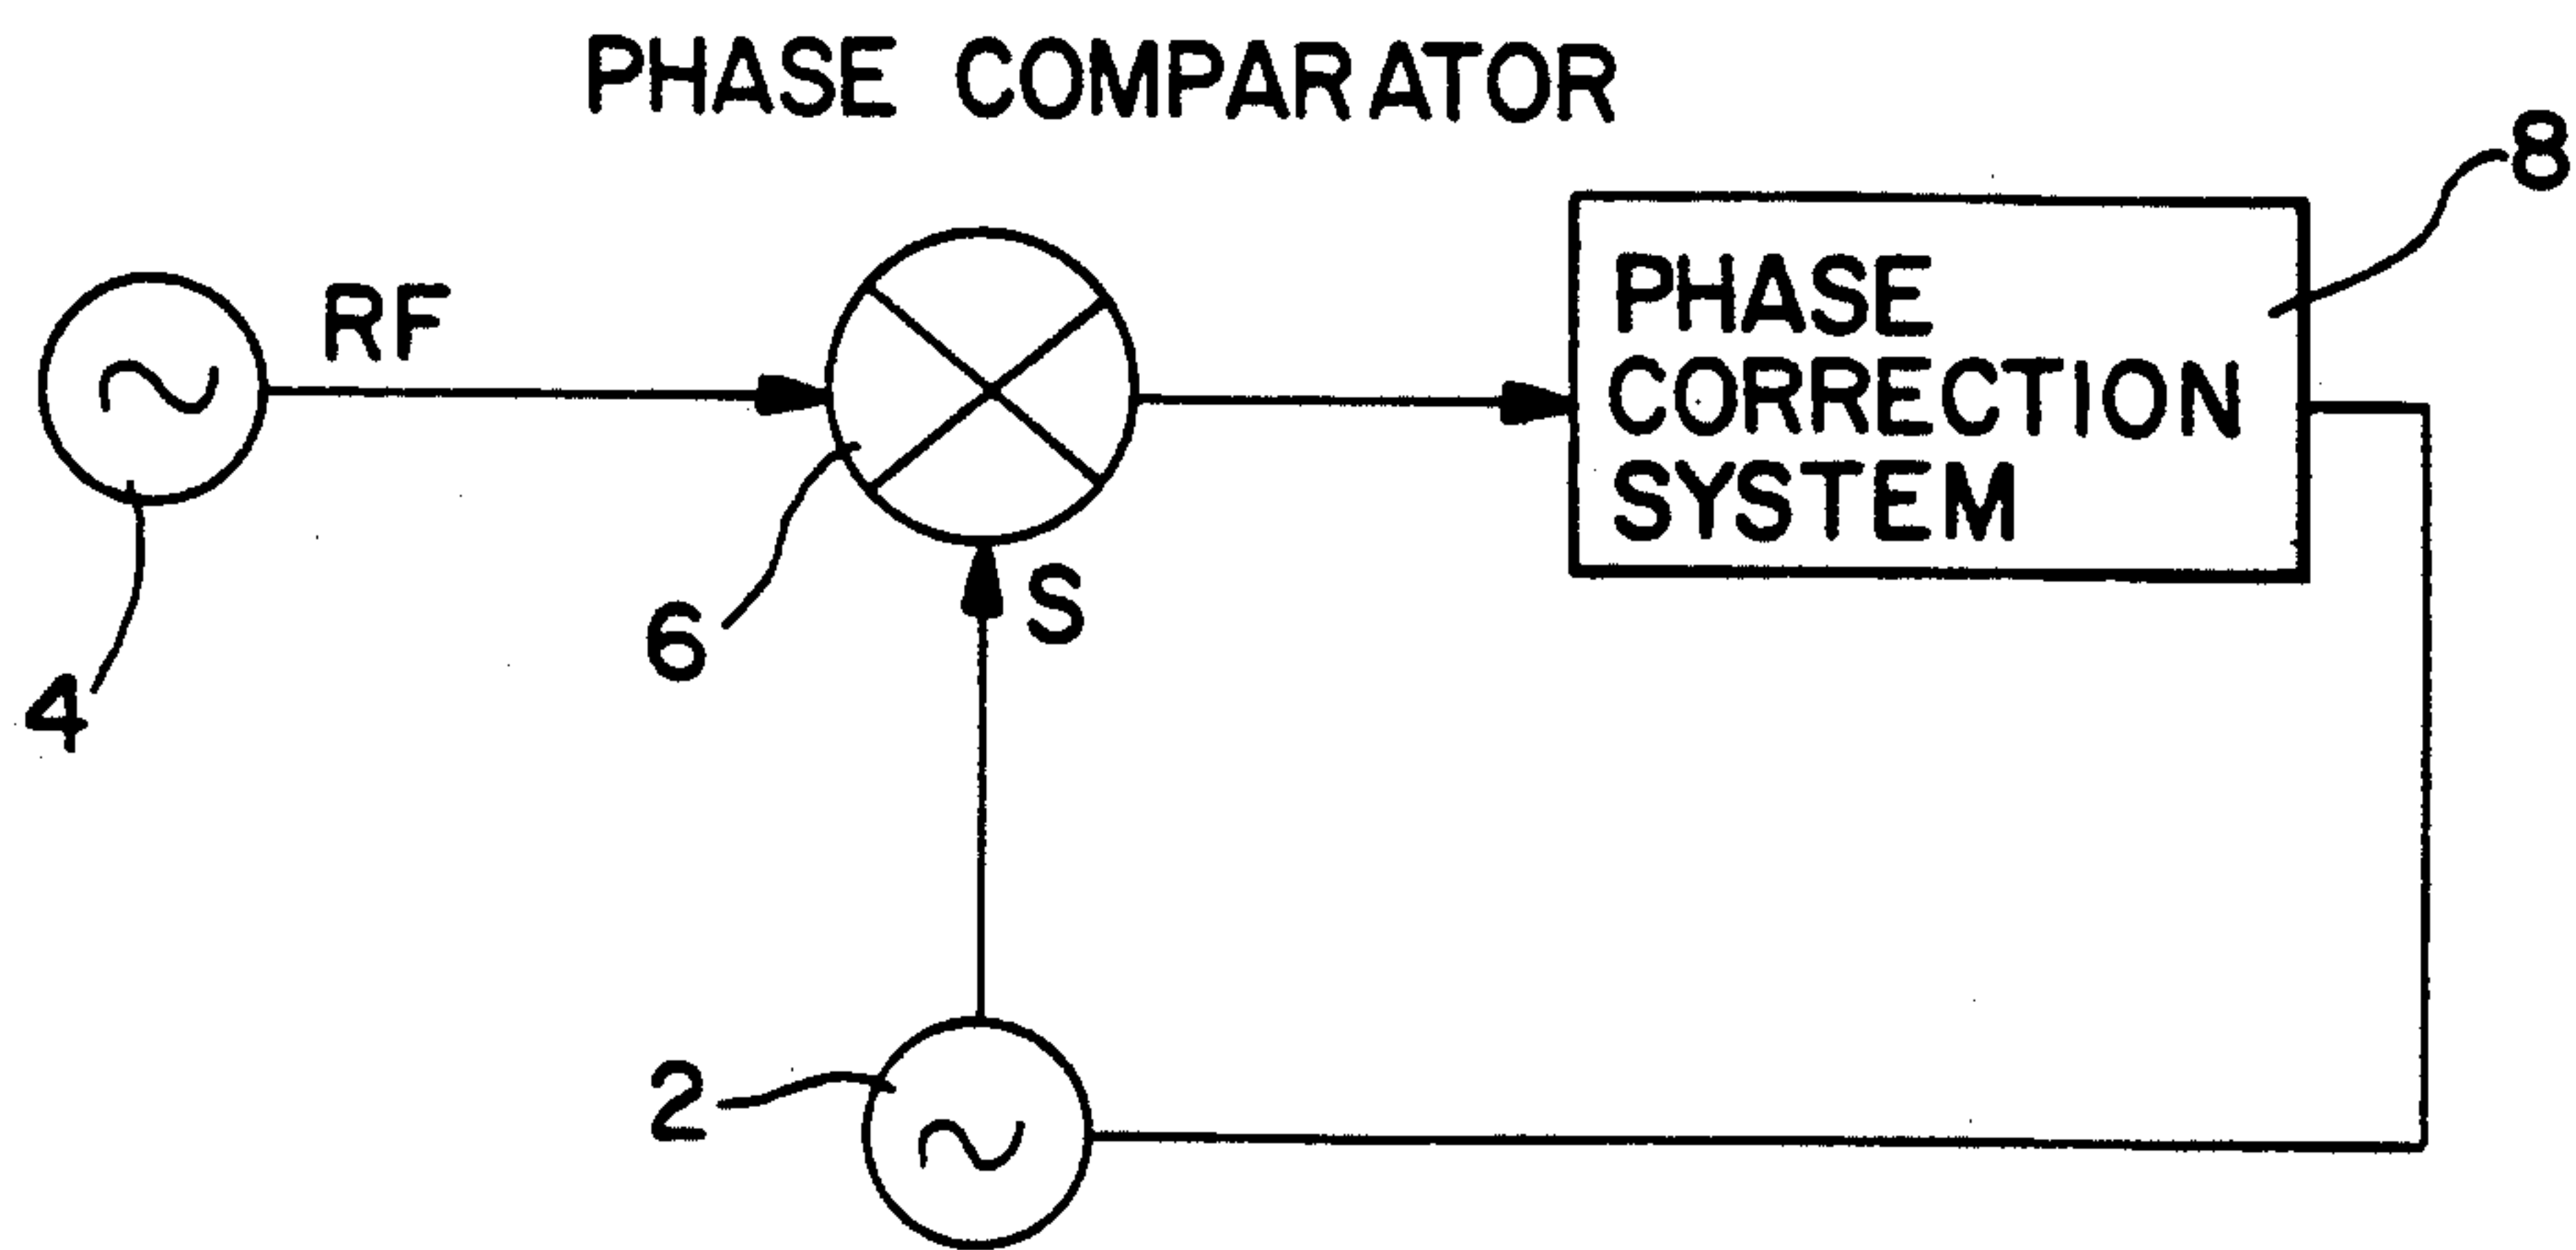 PHASE COMPARATOR
8
RF
PHASE
CORRECTION
SYSTEM
6
S
4
2